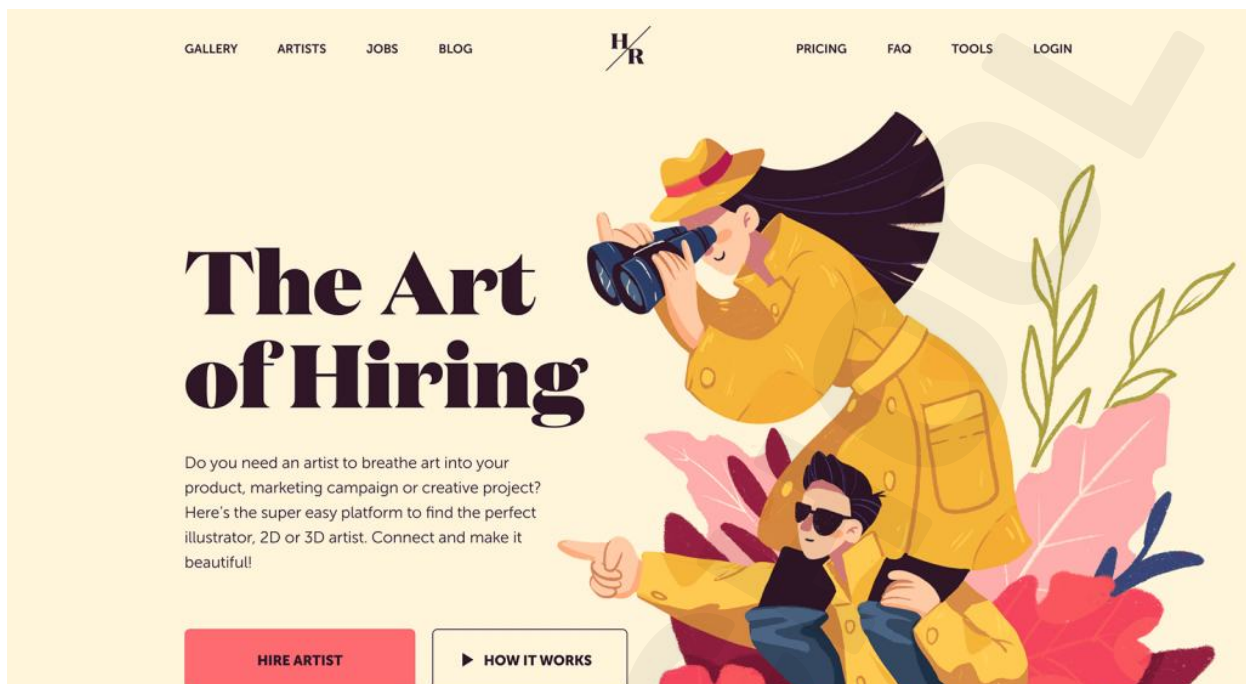 GALLERY ARTISTS JOBS BLOG H/R PRICING FAQ TOOLS LOGIN
The Art
of Hiring
Do you need an artist to breathe art into your
product, marketing campaign or creative project?
Here's the super easy platform to find the perfect
illustrator, 2D or 3D artist. Connect and make it
beautiful!
HIRE ARTIST HOW IT WORKS